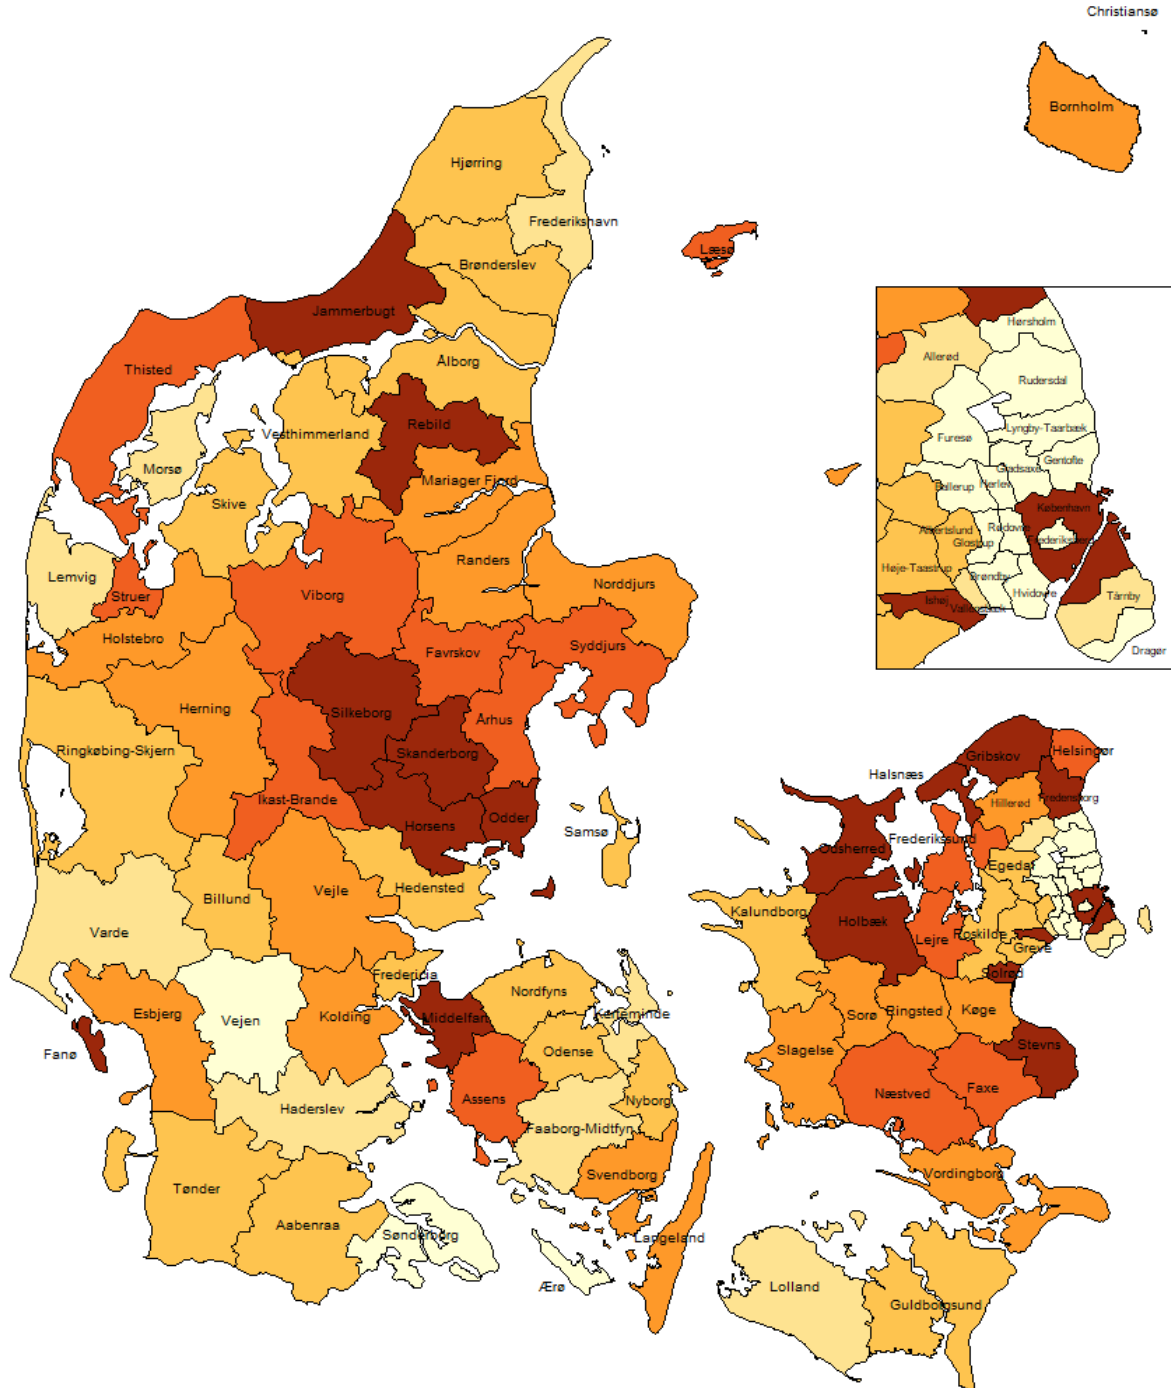 Christiansø
Bornholm
Hjørring
Frederikshavn
Læsø
Brønderslev
Jammerbugt
Ålborg
Thisted
Vesthimmerland
Rebild
Morsø
Mariager Fjord
Skive
Randers
Norddjurs
Lemvig
Struer
Viborg
Holstebro
Favrskov
Syddjurs
Herning
Silkeborg
Århus
Ringkøbing-Skjern
Skanderborg
Ikast-Brande
Horsens
Odder
Samsø
Billund
Vejle
Hedensted
Varde
Fredericia
Esbjerg
Vejen
Kolding
Middelfart
Nordfyns
Kerteminde
Fanø
Odense
Haderslev
Assens
Nyborg
Faaborg-Midtfyn
Svendborg
Tønder
Aabenraa
Sønderborg
Langeland
Ærø
Hørsholm
Allerød
Rudersdal
Lyngby-Taarbæk
Furesø
Gentofte
Gladsaxe
Ballerup
Herlev
København
Albertslund
Rødovre
Frederiksberg
Glostrup
Høje-Taastrup
Brøndby
Hvidovre
Ishøj
Vallensbæk
Tårnby
Dragør
Gribskov
Helsingør
Halsnæs
Hillerød
Fredensborg
Frederikssund
Odsherred
Egedal
Kalundborg
Holbæk
Lejre
Roskilde
Greve
Solrød
Sorø
Ringsted
Køge
Slagelse
Stevns
Næstved
Faxe
Vordingborg
Lolland
Guldborgsund